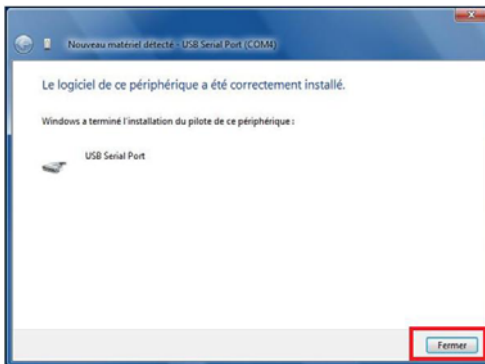 Nouveau matériel détecté - USB Serial Port (COM4)
Le logiciel de ce périphérique a été correctement installé.
Windows a terminé l'installation du pilote de ce périphérique :
USB Serial Port
Fermer